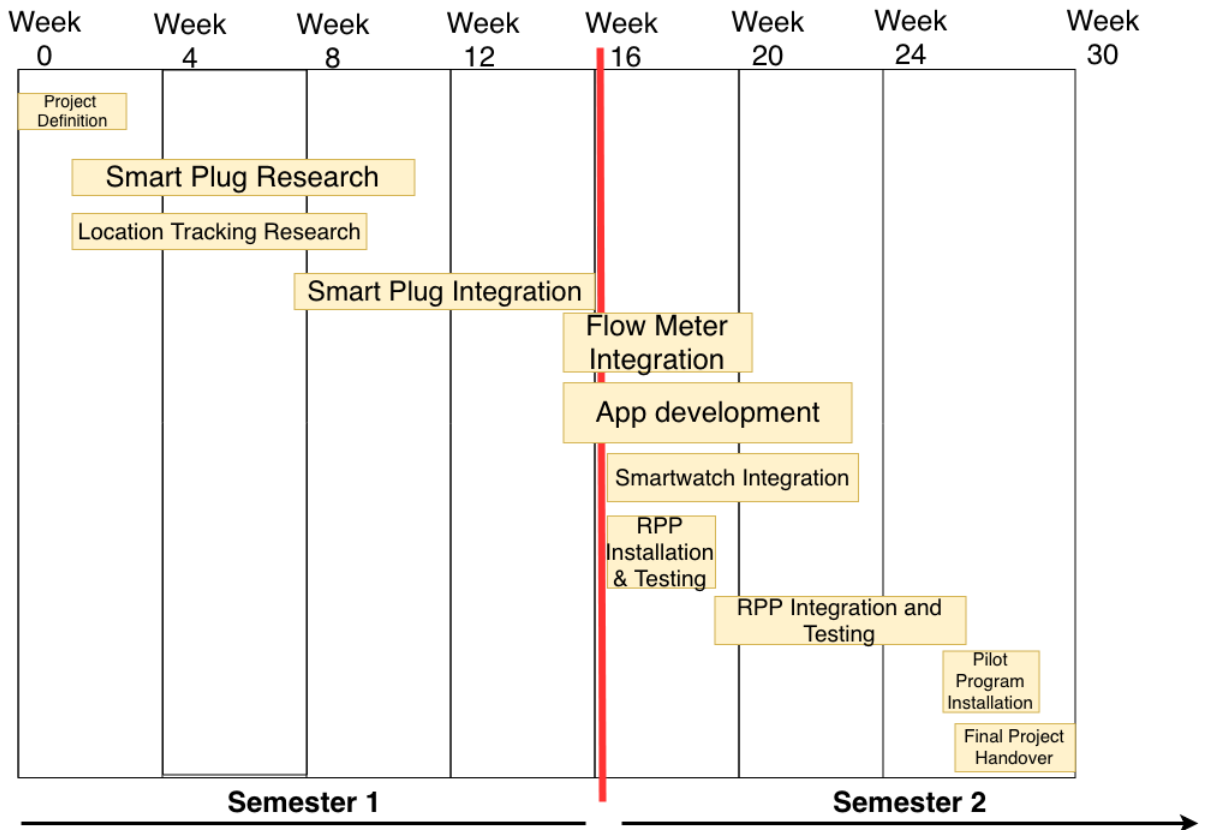 Week Week Week Week Week Week Week Week
0 4 8 12 16 20 24 30
Project
Definition
Smart Plug Research
Location Tracking Research
Smart Plug Integration
Flow Meter
Integration
App development
Smartwatch Integration
RPP
Installation
& Testing
RPP Integration and
Testing
Pilot
Program
Installation
Final Project
Handover
Semester 1 Semester 2